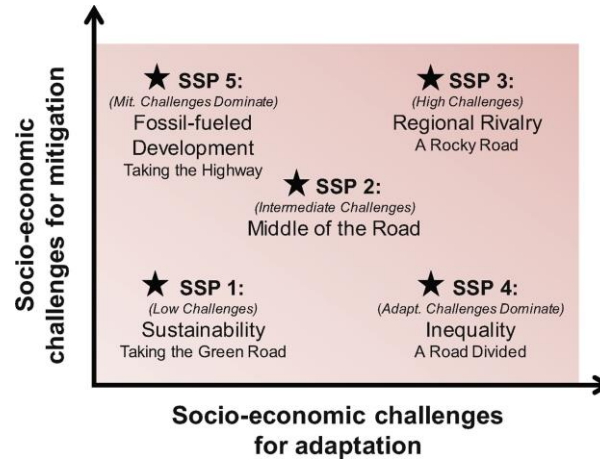 Socio-economic
challenges for mitigation
SSP 5:
(Mit. Challenges Dominate)
Fossil-fueled
Development
Taking the Highway
SSP 3:
(High Challenges)
Regional Rivalry
A Rocky Road
SSP 2:
(Intermediate Challenges)
Middle of the Road
SSP 1:
(Low Challenges)
Sustainability
Taking the Green Road
SSP 4:
(Adapt. Challenges Dominate)
Inequality
A Road Divided
Socio-economic challenges
for adaptation